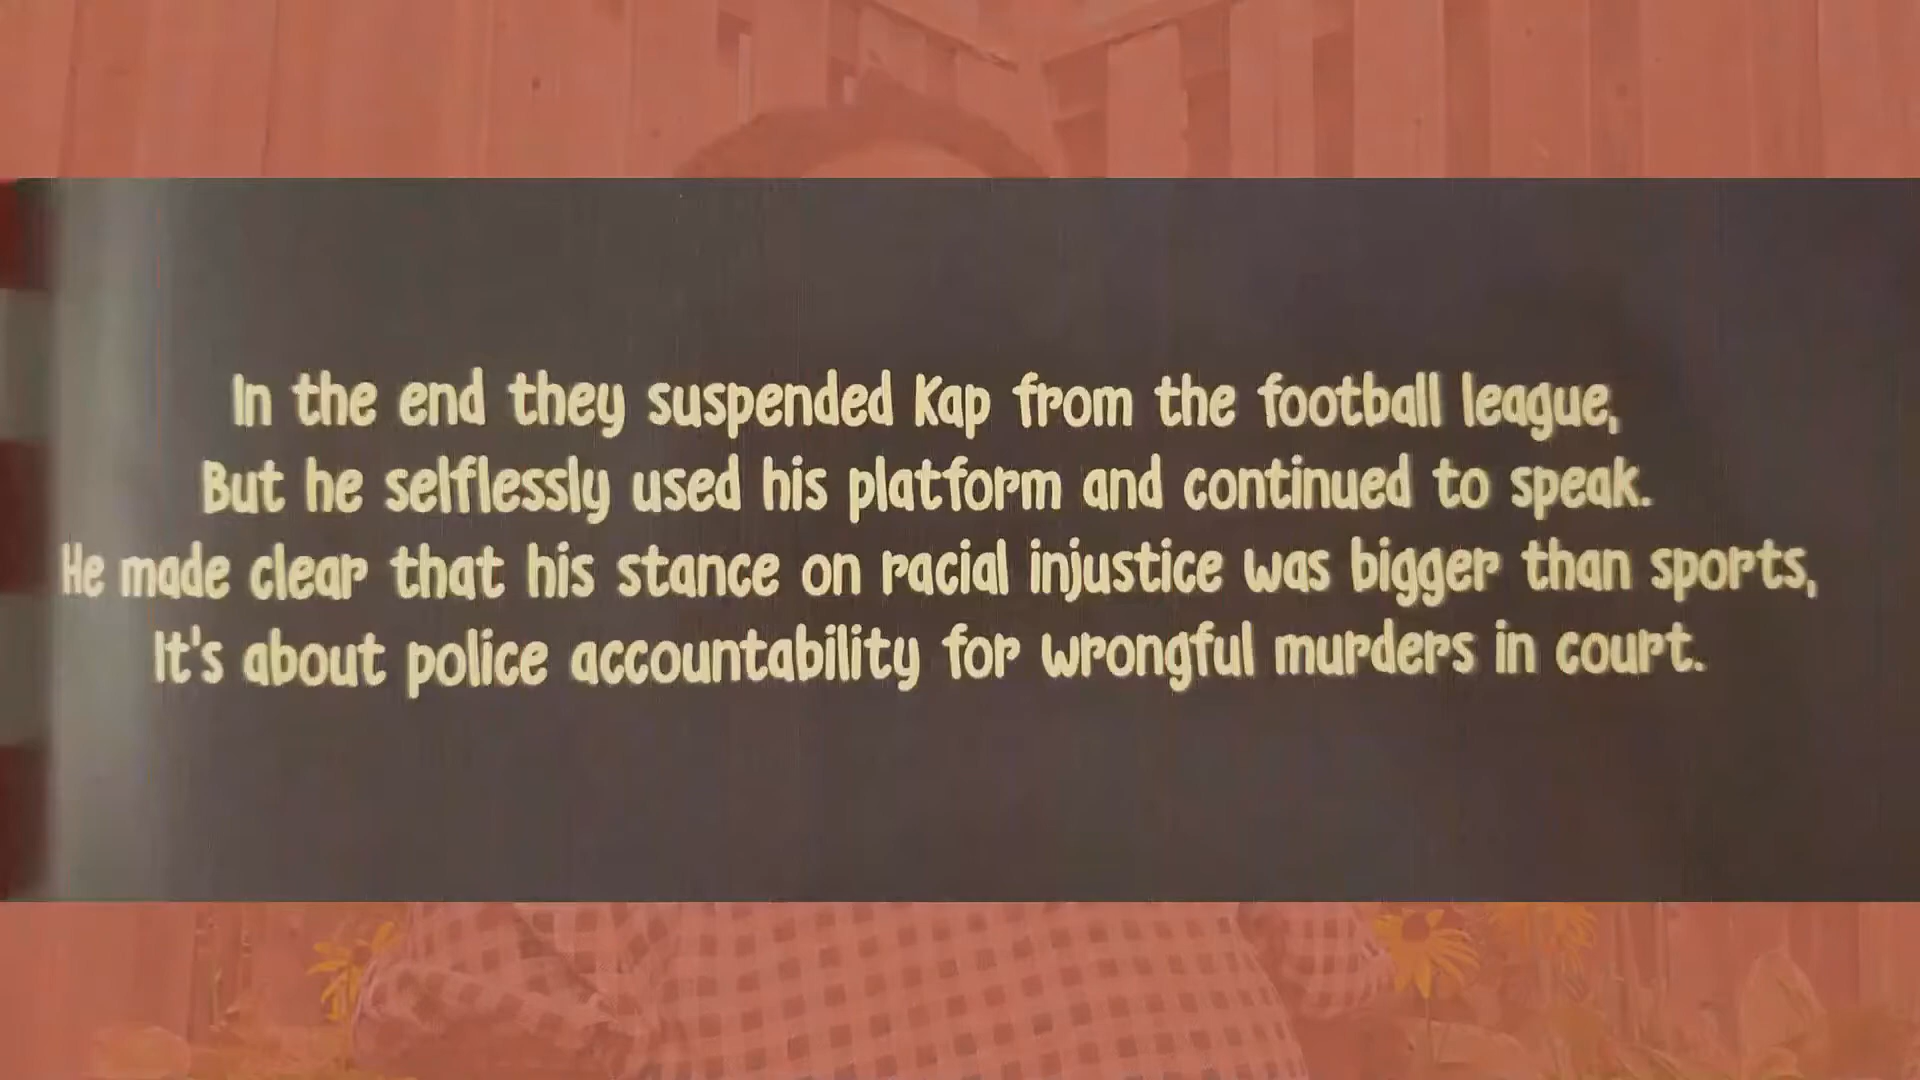 In the end they suspended Kap from the football league,
But he selflessly used his platform and continued to speak.
He made clear that his stance on racial injustice was bigger than sports,
It's about police accountability for wrongful murders in court.